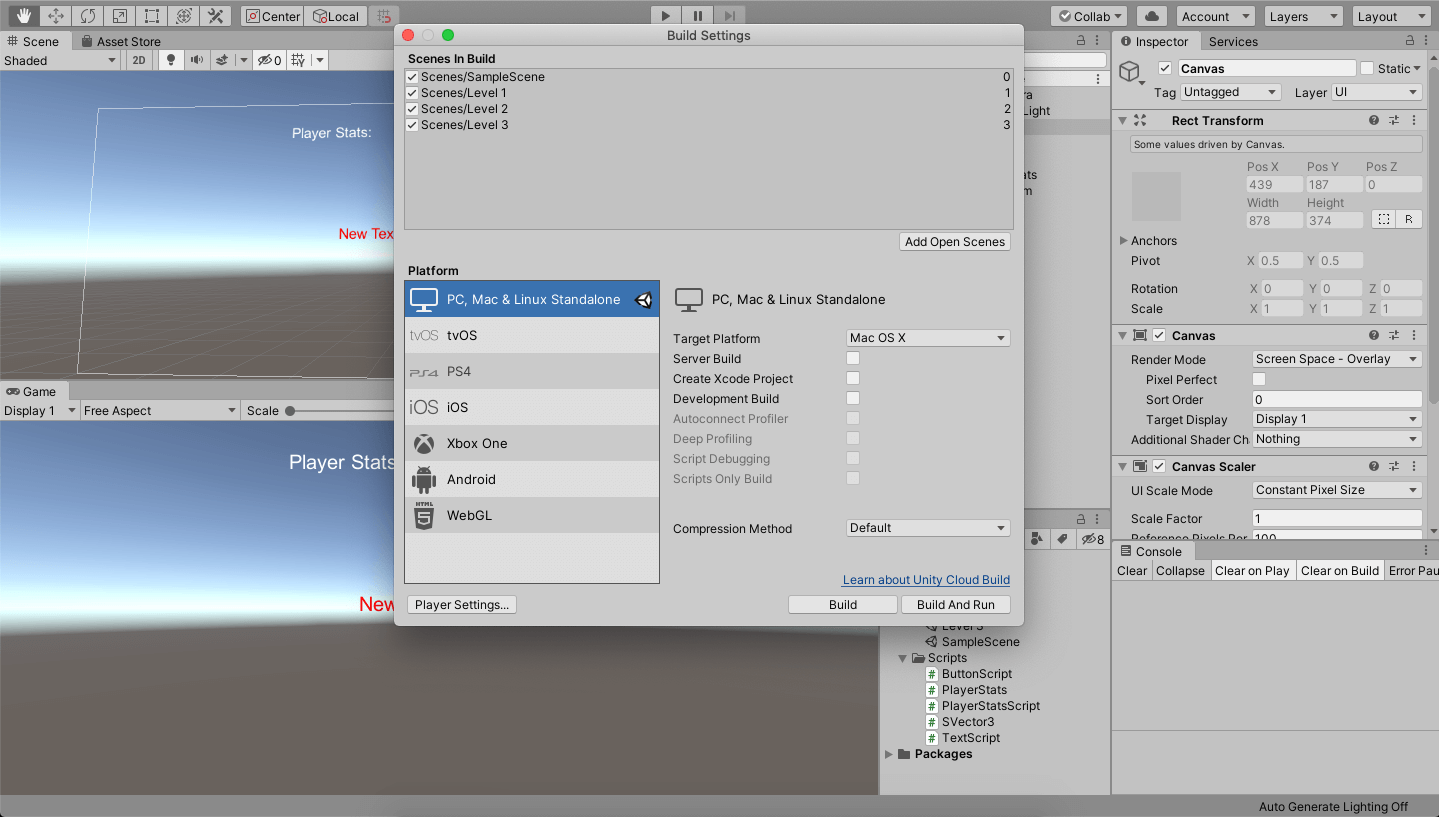 Center
Local
Collab
Account
Layers
Layout
Scene
Asset Store
Shaded
2D
0
Player Stats:
New Tex
Game
Display 1
Free Aspect
Scale
Player Stats
New
Build Settings
Scenes In Build
Scenes/SampleScene 0
Scenes/Level 1 1
Scenes/Level 2 2
Scenes/Level 3 3
Add Open Scenes
Platform
PC, Mac & Linux Standalone
tvOS tvOS
PS4 PS4
iOS iOS
Xbox One
Android
HTML 5 WebGL
PC, Mac & Linux Standalone
Target Platform Mac OS X
Server Build
Create Xcode Project
Development Build
Autoconnect Profiler
Deep Profiling
Script Debugging
Scripts Only Build
Compression Method Default
Learn about Unity Cloud Build
Player Settings...
Build
Build And Run
ra
Light
ats
m
8
Level 3
SampleScene
Scripts
# ButtonScript
# PlayerStats
# PlayerStatsScript
# SVector3
# TextScript
Packages
Inspector
Services
Canvas
Static
Tag Untagged Layer UI
Rect Transform
Some values driven by Canvas.
Pos X Pos Y Pos Z
439 187 0
Width Height
878 374 R
Anchors
Pivot X 0.5 Y 0.5
Rotation X 0 Y 0 Z 0
Scale X 1 Y 1 Z 1
Canvas
Render Mode Screen Space - Overlay
Pixel Perfect
Sort Order 0
Target Display Display 1
Additional Shader Ch Nothing
Canvas Scaler
UI Scale Mode Constant Pixel Size
Scale Factor 1
Reference Pixels Per 100
Console
Clear Collapse Clear on Play Clear on Build Error Pau
Auto Generate Lighting Off